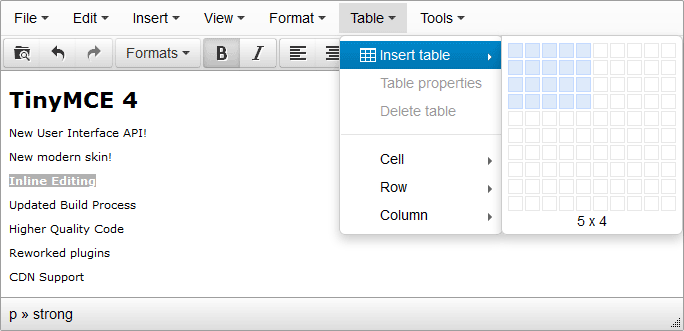 File Edit Insert View Format Table Tools
Formats B I
Insert table
Table properties
Delete table
Cell
Row
Column
5 x 4
TinyMCE 4
New User Interface API!
New modern skin!
Inline Editing
Updated Build Process
Higher Quality Code
Reworked plugins
CDN Support
p » strong